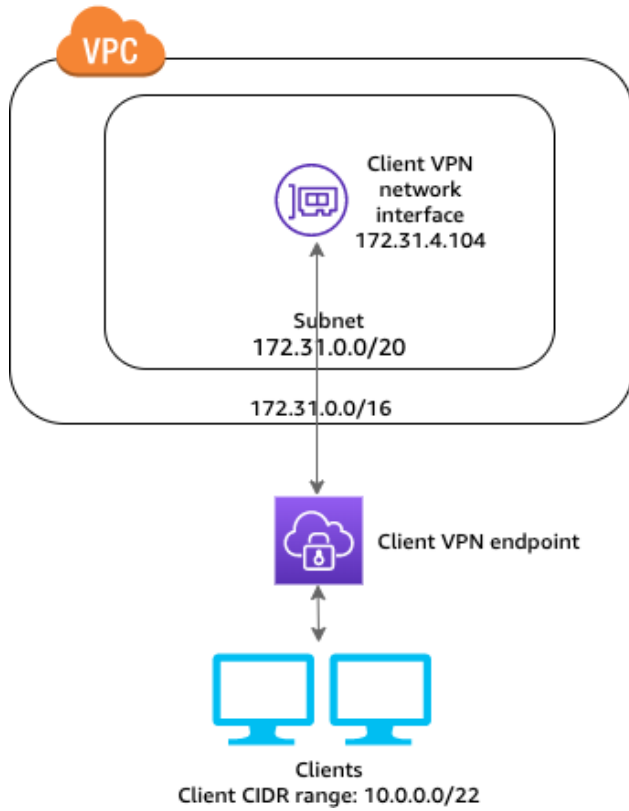 VPC
Client VPN
network
interface
172.31.4.104
Subnet
172.31.0.0/20
172.31.0.0/16
Client VPN endpoint
Clients
Client CIDR range: 10.0.0.0/22